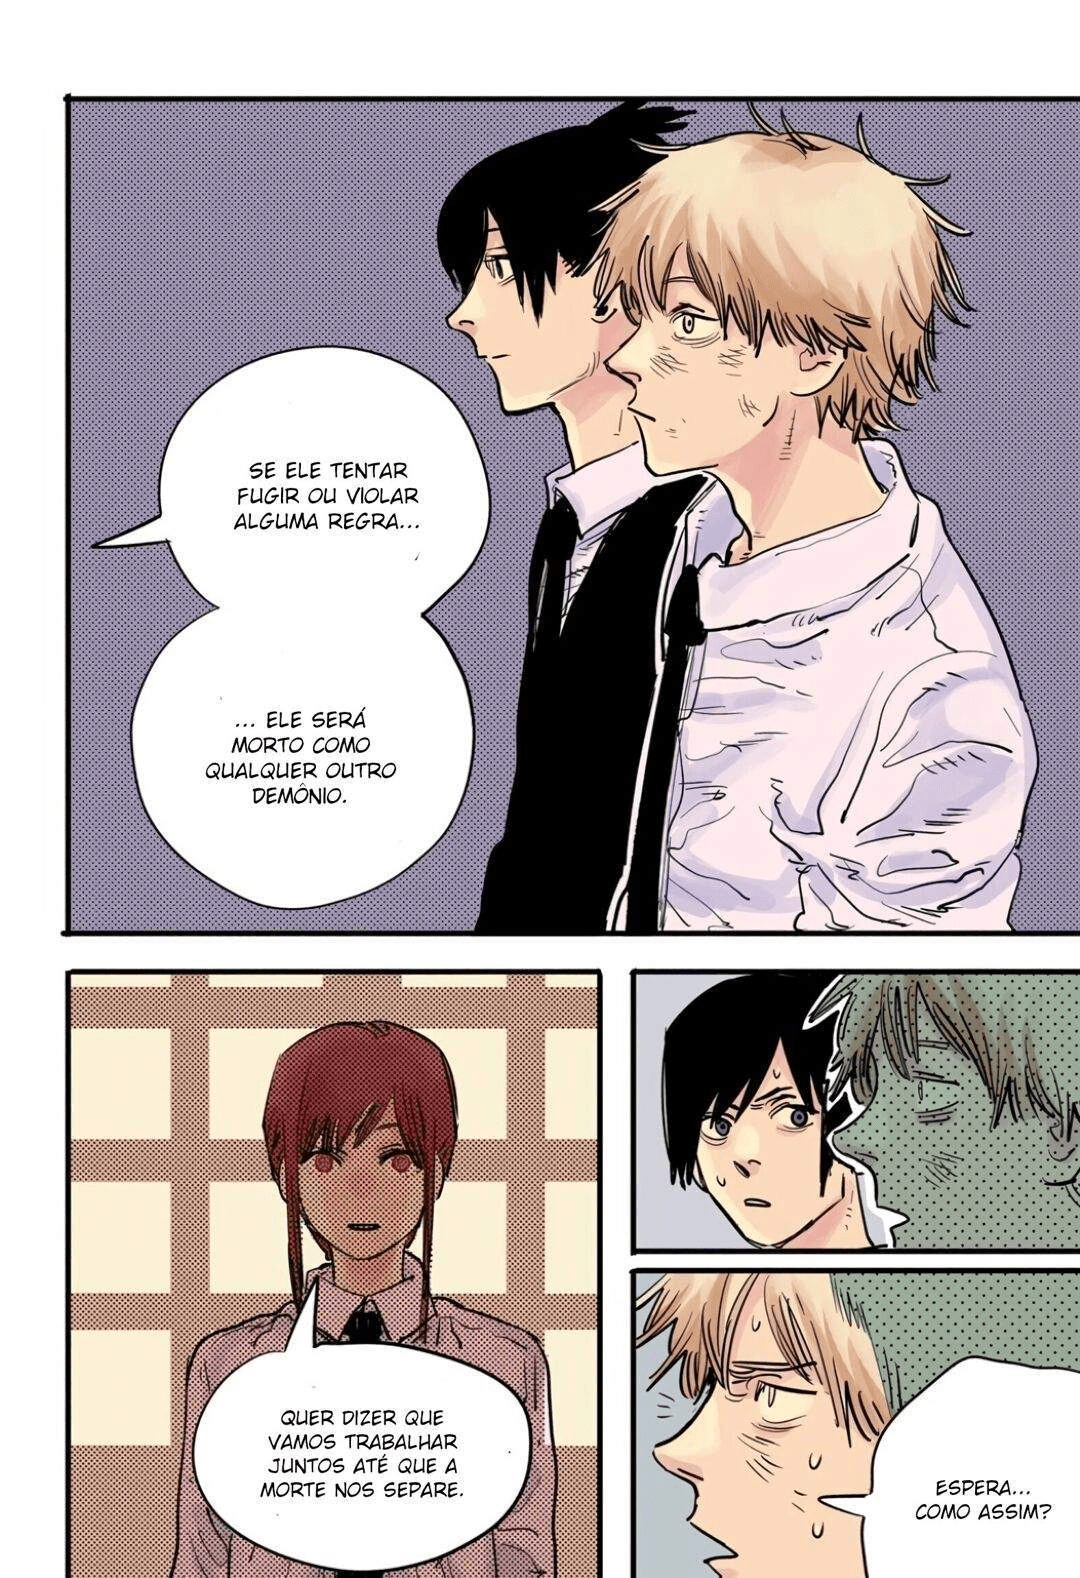 SE ELE TENTAR
FUGIR OU VIOLAR
ALGUMA REGRA...
... ELE SERÁ
MORTO COMO
QUALQUER OUTRO
DEMÔNIO.
ESPERA...
COMO ASSIM?
QUER DIZER QUE
VAMOS TRABALHAR
JUNTOS ATÉ QUE A
MORTE NOS SEPARE.